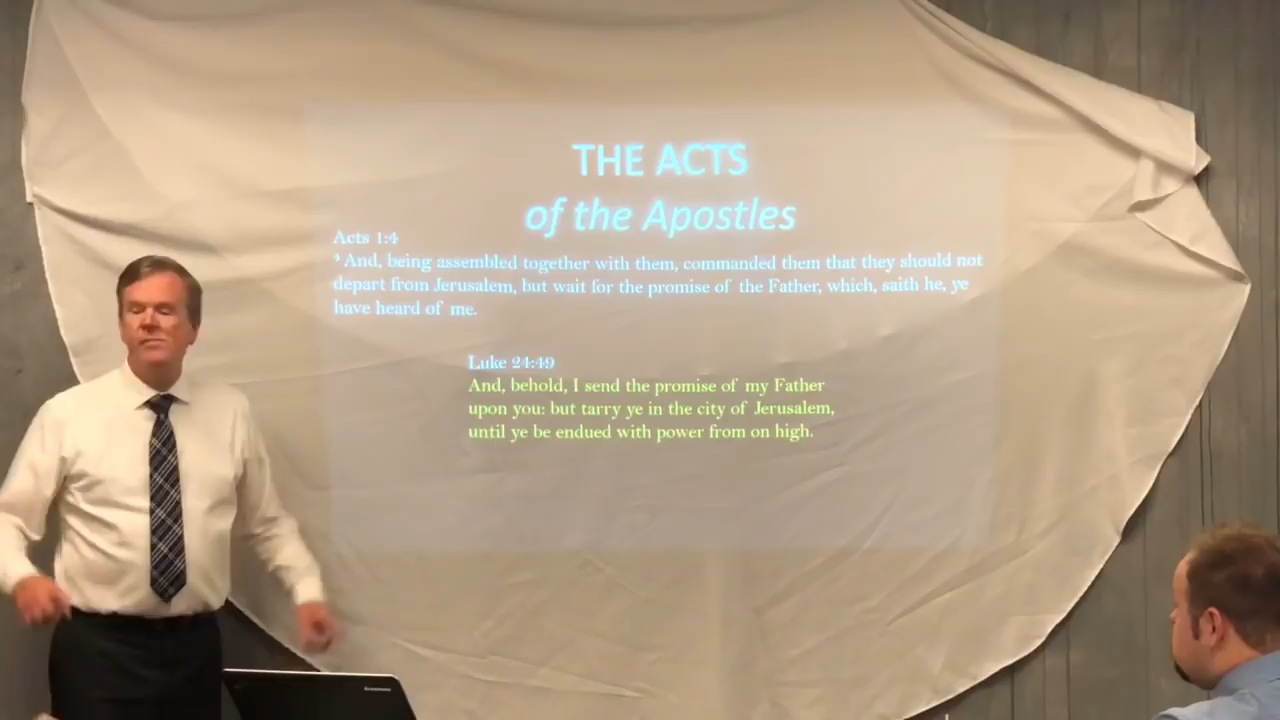 THE ACTS
of the Apostles
Acts 1:4
⁴ And, being assembled together with them, commanded them that they should not
depart from Jerusalem, but wait for the promise of the Father, which, saith he, ye
have heard of me.
Luke 24:49
And, behold, I send the promise of my Father
upon you: but tarry ye in the city of Jerusalem,
until ye be endued with power from on high.
lenovo